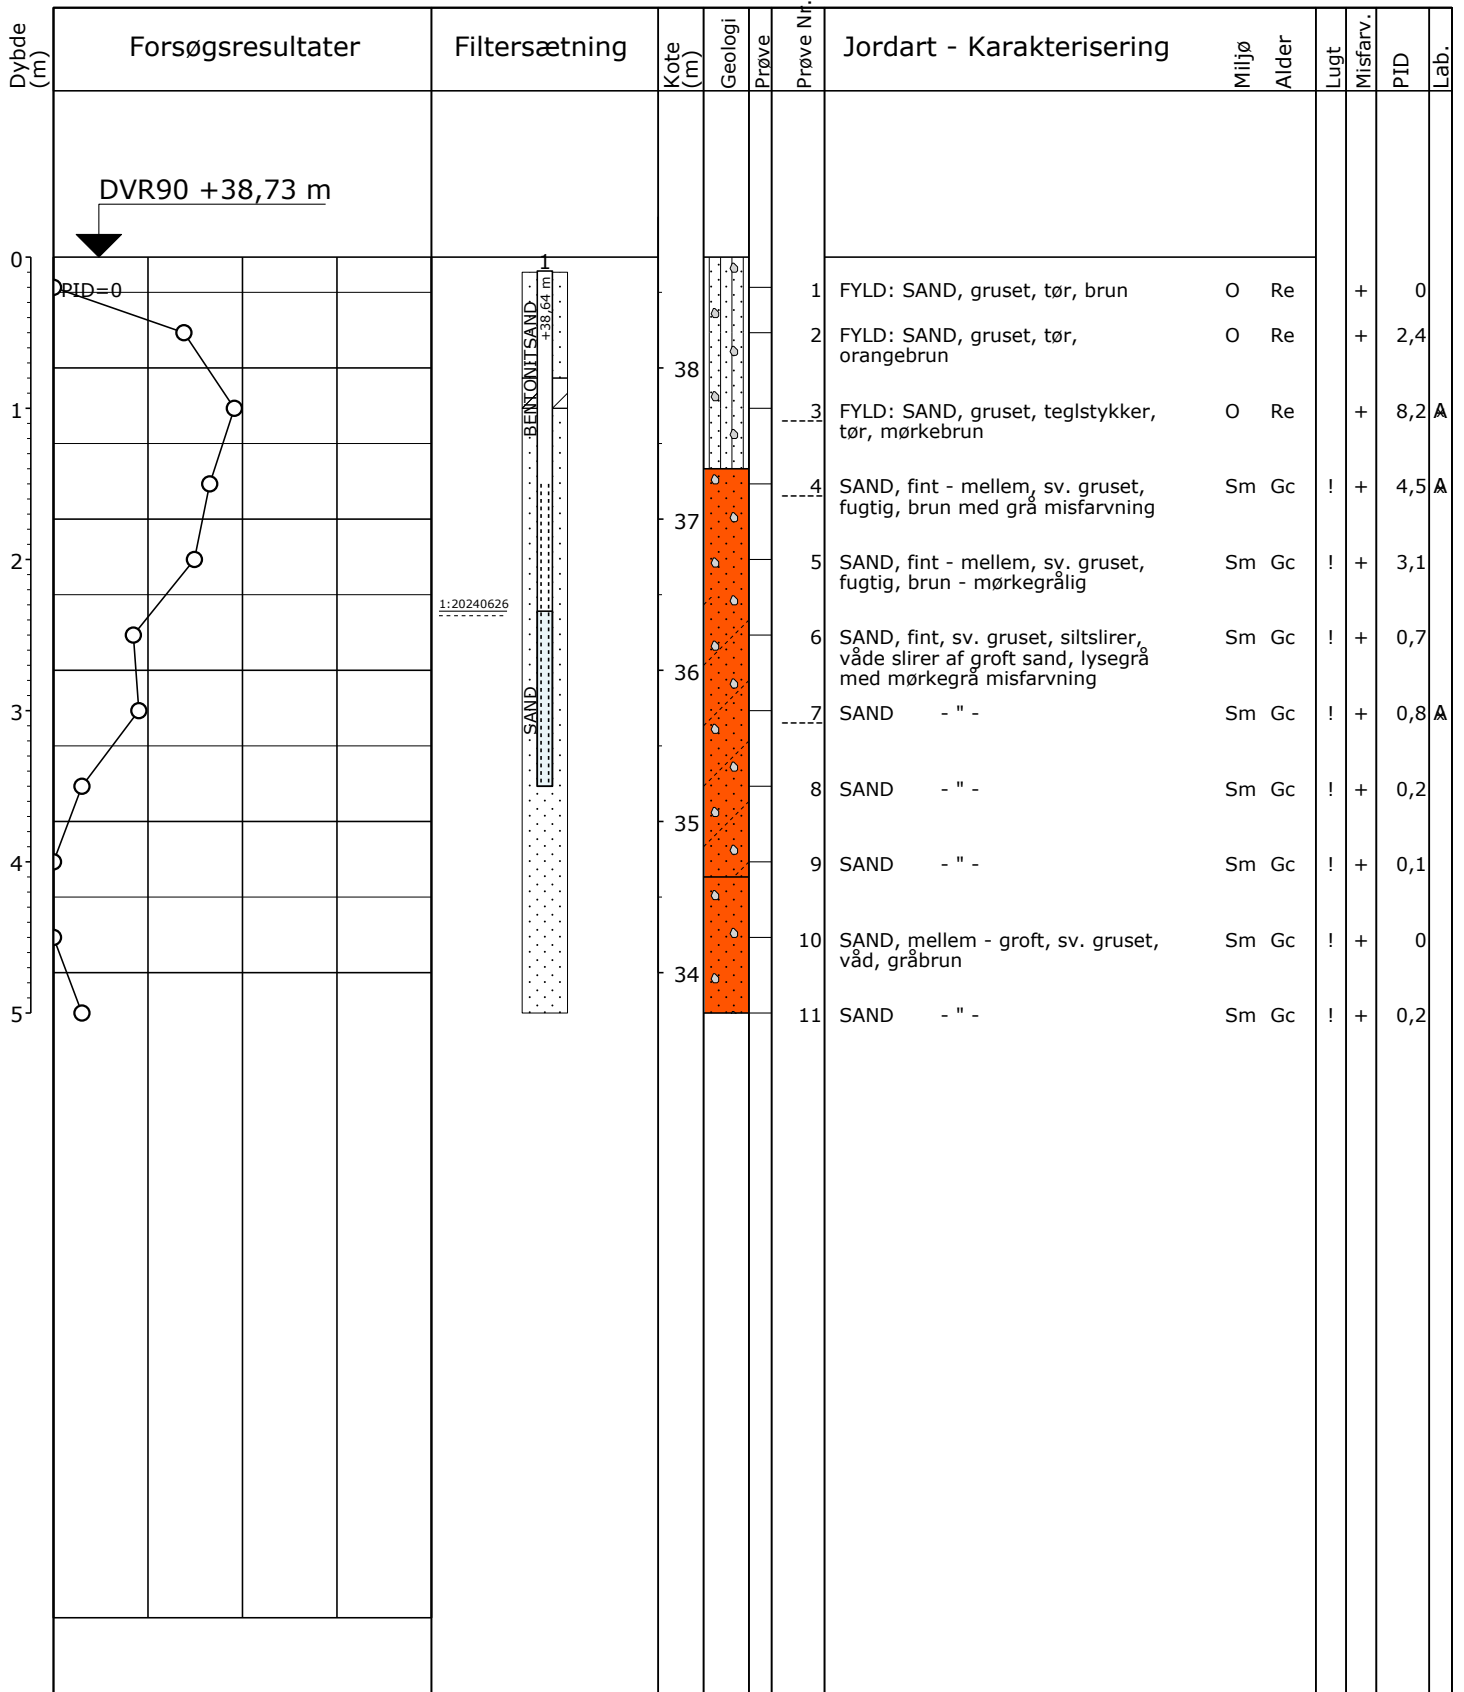 Dybde (m)
Forsøgsresultater
Filtersætning
Kote (m)
Geologi
Prøve
Prøve Nr.
Jordart - Karakterisering
Miljø
Alder
Lugt
Misfarv.
PID
Lab.
DVR90 +38,73 m
0
1
2
3
4
5
PID=0
1
+38,64 m
BENTONITSAND
SAND
1:20240626
38
37
36
35
34
1 FYLD: SAND, gruset, tør, brun O Re + 0
2 FYLD: SAND, gruset, tør, O Re + 2,4
orangebrun
3 FYLD: SAND, gruset, teglstykker, O Re + 8,2 A
tør, mørkebrun
4 SAND, fint - mellem, sv. gruset, Sm Gc ! + 4,5 A
fugtig, brun med grå misfarvning
5 SAND, fint - mellem, sv. gruset, Sm Gc ! + 3,1
fugtig, brun - mørkegrålig
6 SAND, fint, sv. gruset, siltslirer, Sm Gc ! + 0,7
våde slirer af groft sand, lysegrå
med mørkegrå misfarvning
7 SAND - " - Sm Gc ! + 0,8 A
8 SAND - " - Sm Gc ! + 0,2
9 SAND - " - Sm Gc ! + 0,1
10 SAND, mellem - groft, sv. gruset, Sm Gc ! + 0
våd, gråbrun
11 SAND - " - Sm Gc ! + 0,2